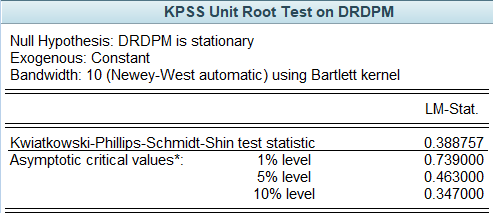 KPSS Unit Root Test on DRDPM
Null Hypothesis: DRDPM is stationary
Exogenous: Constant
Bandwidth: 10 (Newey-West automatic) using Bartlett kernel
LM-Stat.
Kwiatkowski-Phillips-Schmidt-Shin test statistic 0.388757
Asymptotic critical values*: 1% level 0.739000
5% level 0.463000
10% level 0.347000